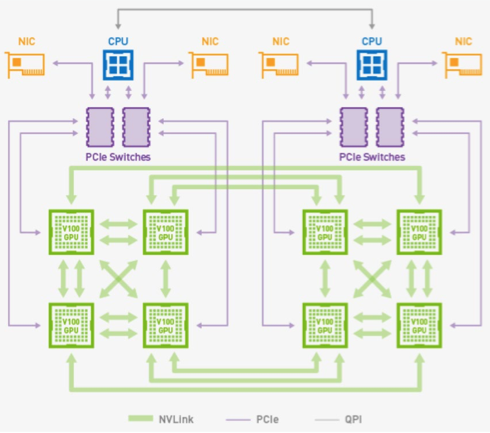 NIC CPU NIC NIC CPU NIC
PCIe Switches PCIe Switches
V100 V100 V100 V100
GPU GPU GPU GPU
V100 V100 V100 V100
GPU GPU GPU GPU
NVLink PCIe QPI